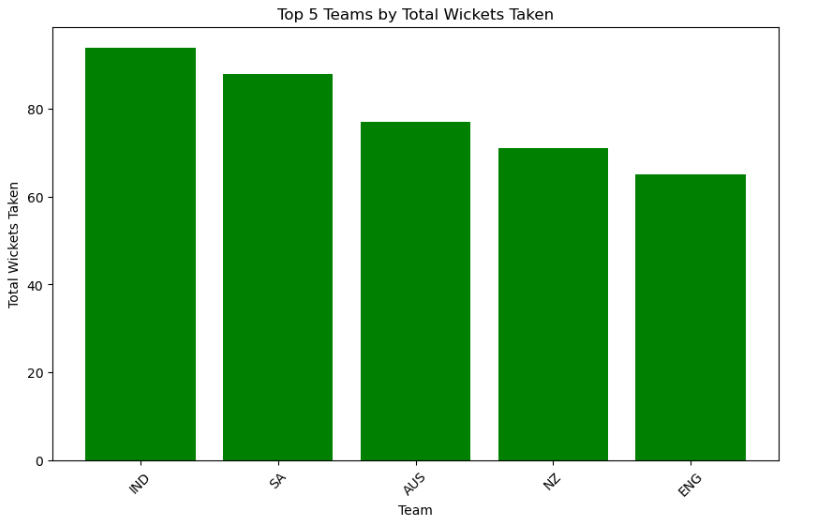 Top 5 Teams by Total Wickets Taken
Total Wickets Taken
80
60
40
20
0
IND
SA
AUS
NZ
ENG
Team